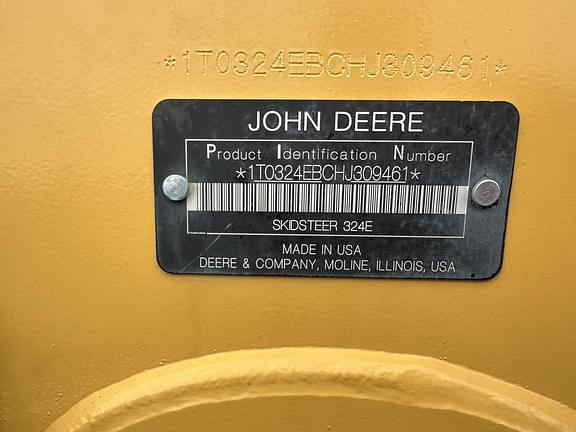 *1T0324EBCHJ309461*
JOHN DEERE
Product Identification Number
*1T0324EBCHJ309461*
SKIDSTEER 324E
MADE IN USA
DEERE & COMPANY, MOLINE, ILLINOIS, USA